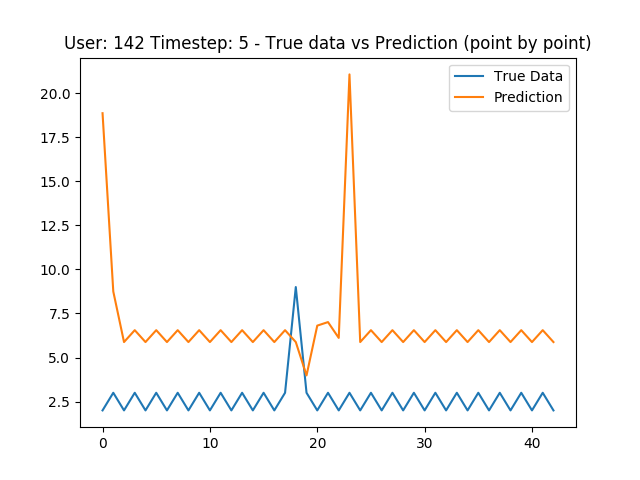 User: 142 Timestep: 5 - True data vs Prediction (point by point)
True Data
Prediction
20.0
17.5
15.0
12.5
10.0
7.5
5.0
2.5
0 10 20 30 40